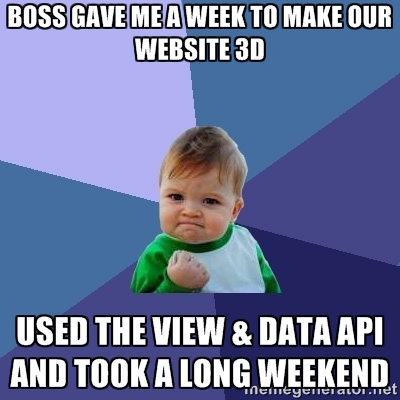 BOSS GAVE ME A WEEK TO MAKE OUR
WEBSITE 3D
USED THE VIEW & DATA API
AND TOOK A LONG WEEKEND
memegenerator.net